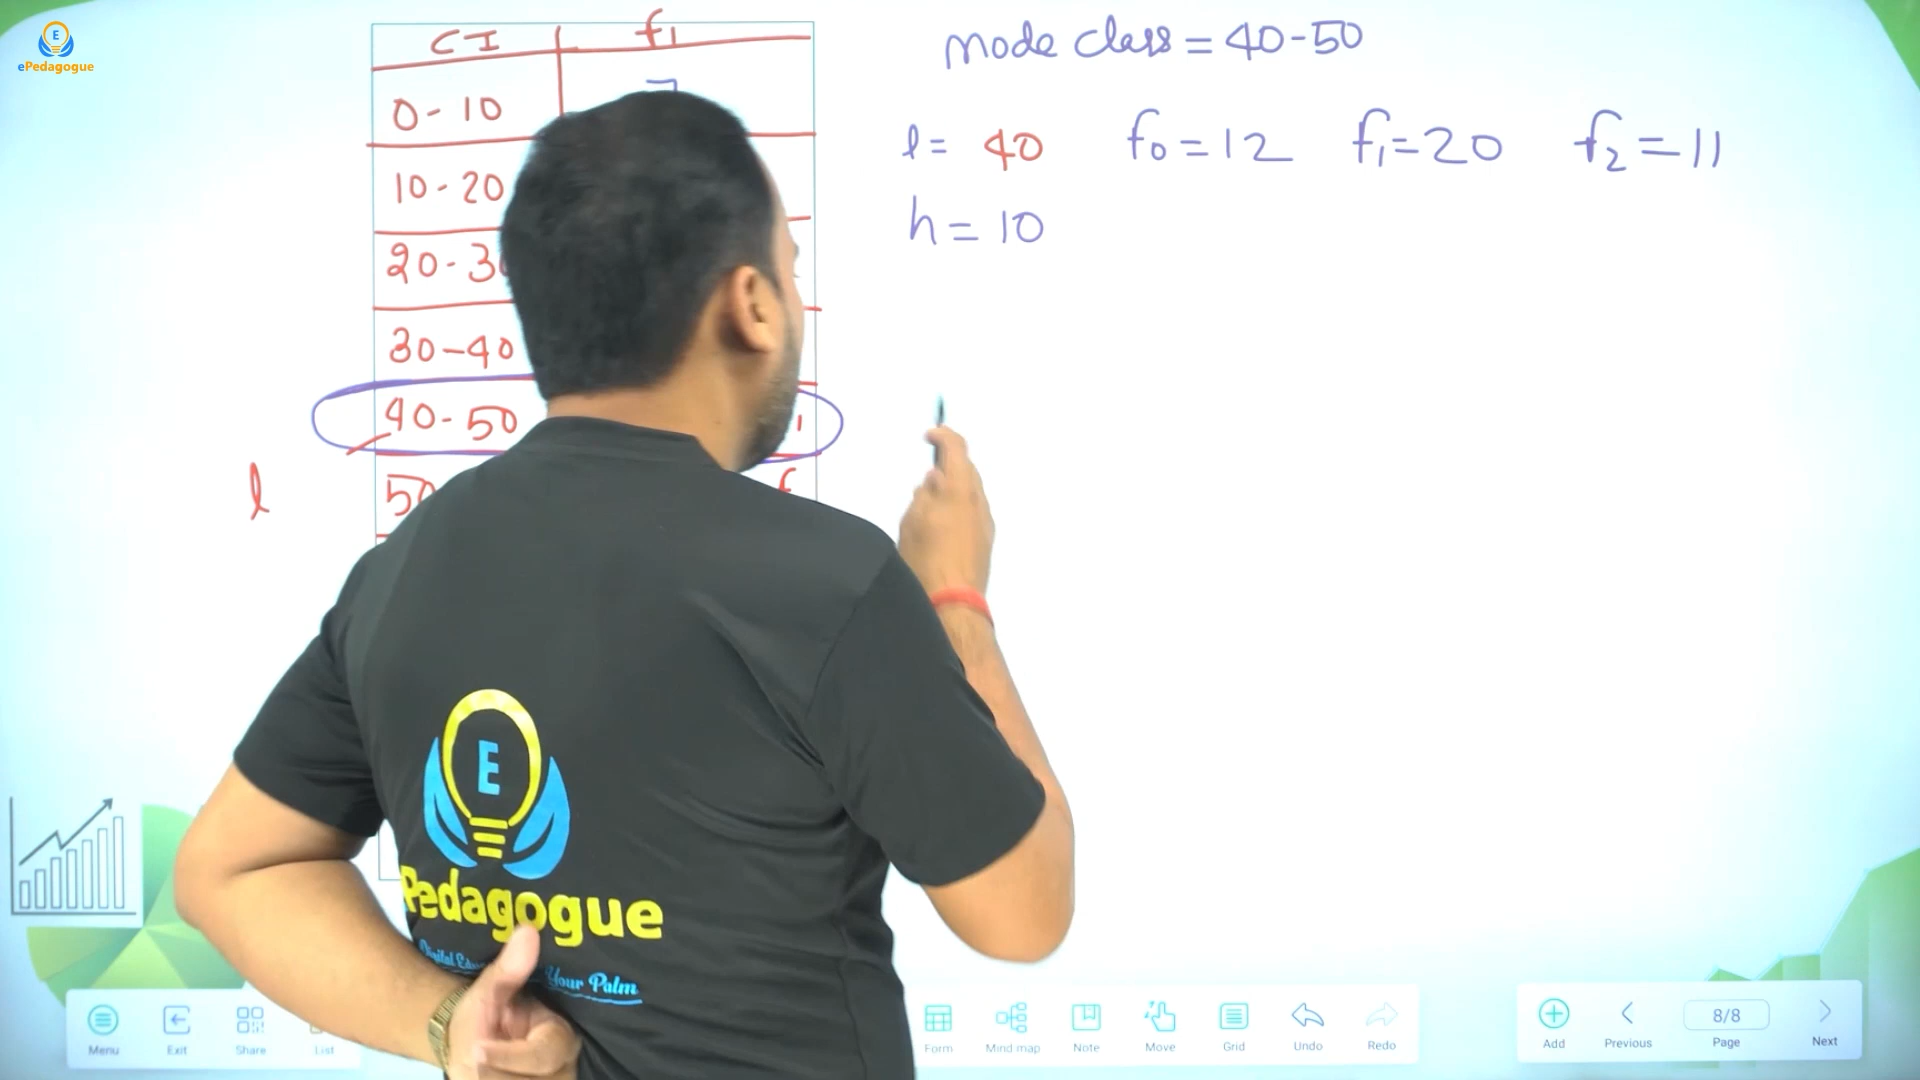 E
ePedagogue
CI fi
0-10 7
10-20
20-3
30-40
40-50
l
50
mode class = 40-50
l = 40 f0 = 12 f1 = 20 f2 = 11
h = 10
E
Pedagogue
Your Palm
Menu Exit Share List
Form Mind map Note Move Grid Undo Redo
Add Previous 8/8 Page Next